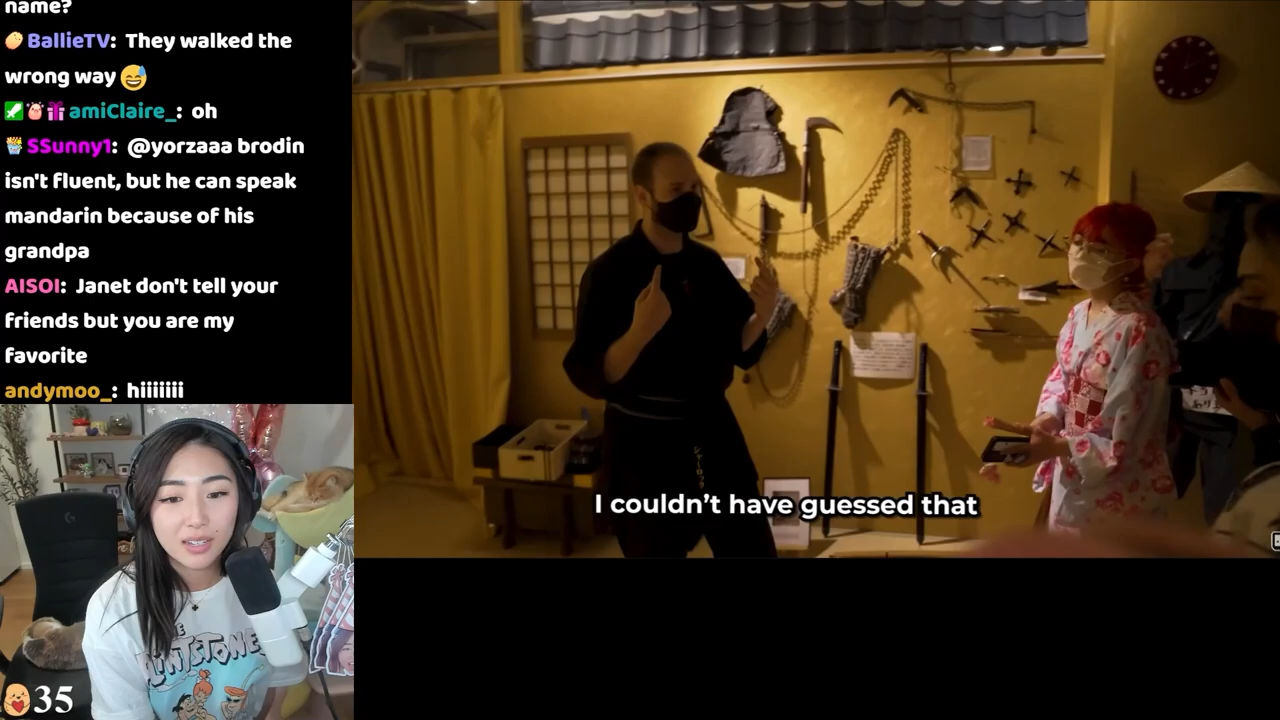 name?
BallieTV: They walked the
wrong way
amiClaire_: oh
SSunny1: @yorzaaa brodin
isn't fluent, but he can speak
mandarin because of his
grandpa
AISOI: Janet don't tell your
friends but you are my
favorite
andymoo_: hiiiiiii
I couldn't have guessed that
THE
FLINTSTONES
35